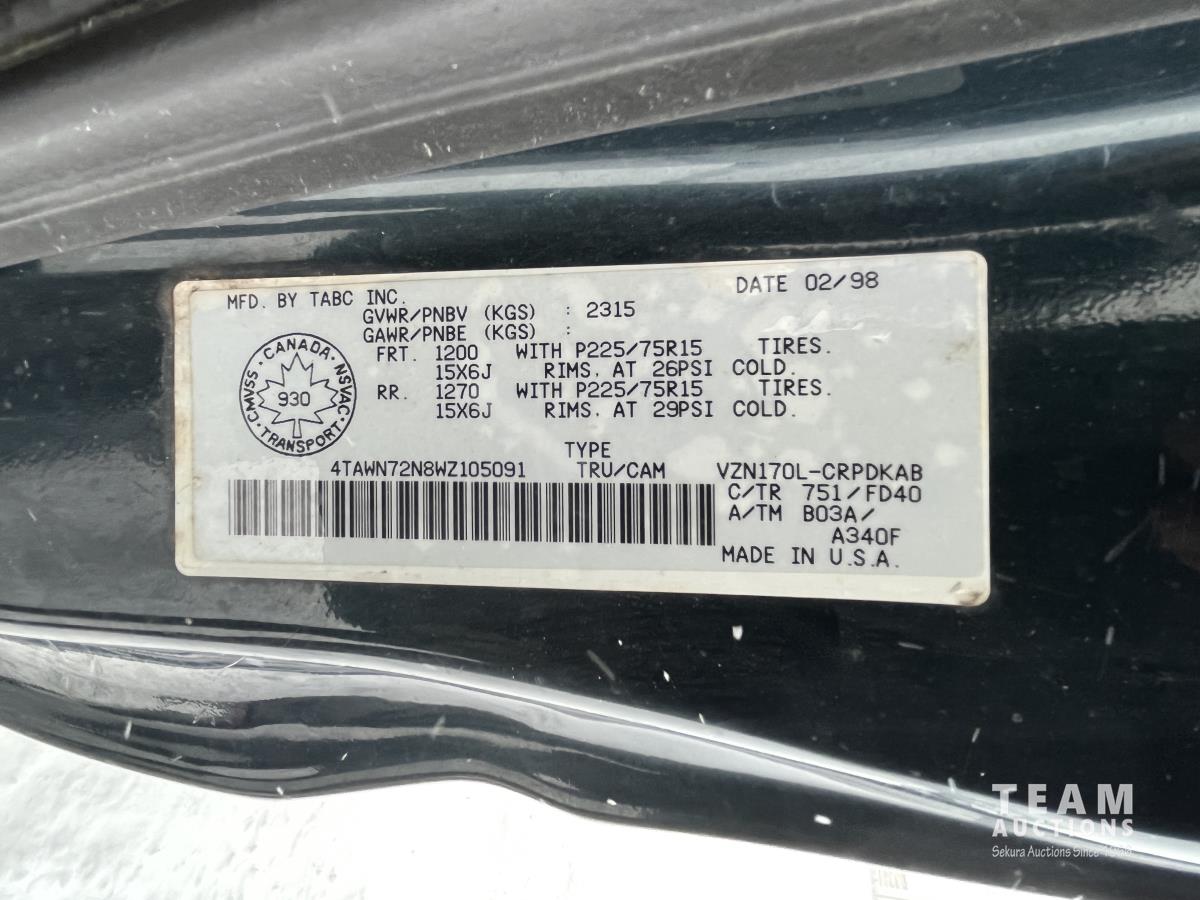 MFD. BY TABC INC. DATE 02/98
GVWR/PNBV (KGS) : 2315
GAWR/PNBE (KGS) :
FRT. 1200 WITH P225/75R15 TIRES.
15X6J RIMS. AT 26PSI COLD.
RR. 1270 WITH P225/75R15 TIRES.
15X6J RIMS. AT 29PSI COLD.
CANADA
CMVSS 930 NSVAC
TRANSPORT
TYPE
4TAWN72N8WZ105091 TRU/CAM VZN170L-CRPDKAB
C/TR 751/FD40
A/TM B03A/
A340F
MADE IN U.S.A.
TEAM
AUCTIONS
Sekura Auctions Since